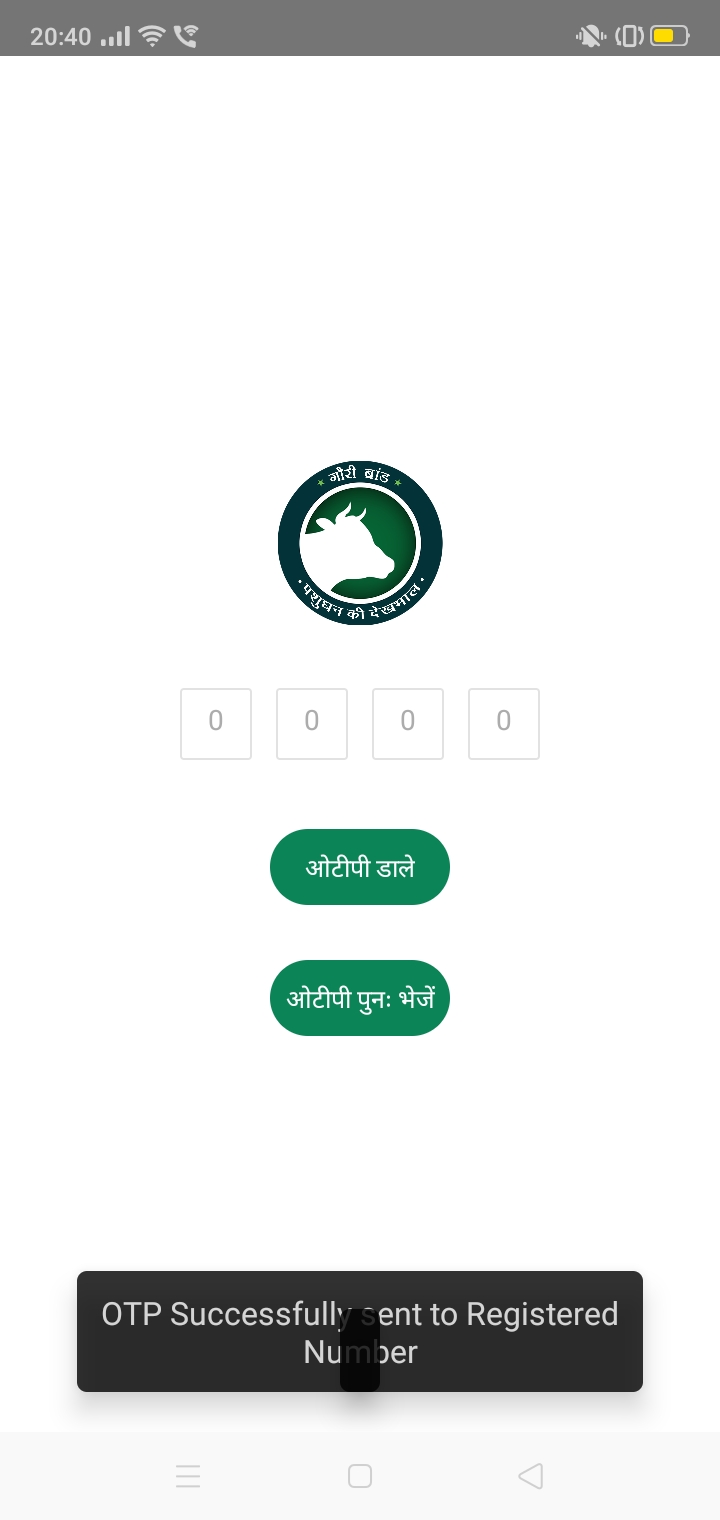 20:40
गौरी ब्रांड
पशुधन की देखभाल
0 0 0 0
ओटीपी डाले
ओटीपी पुनः भेजें
OTP Successfully sent to Registered
Number